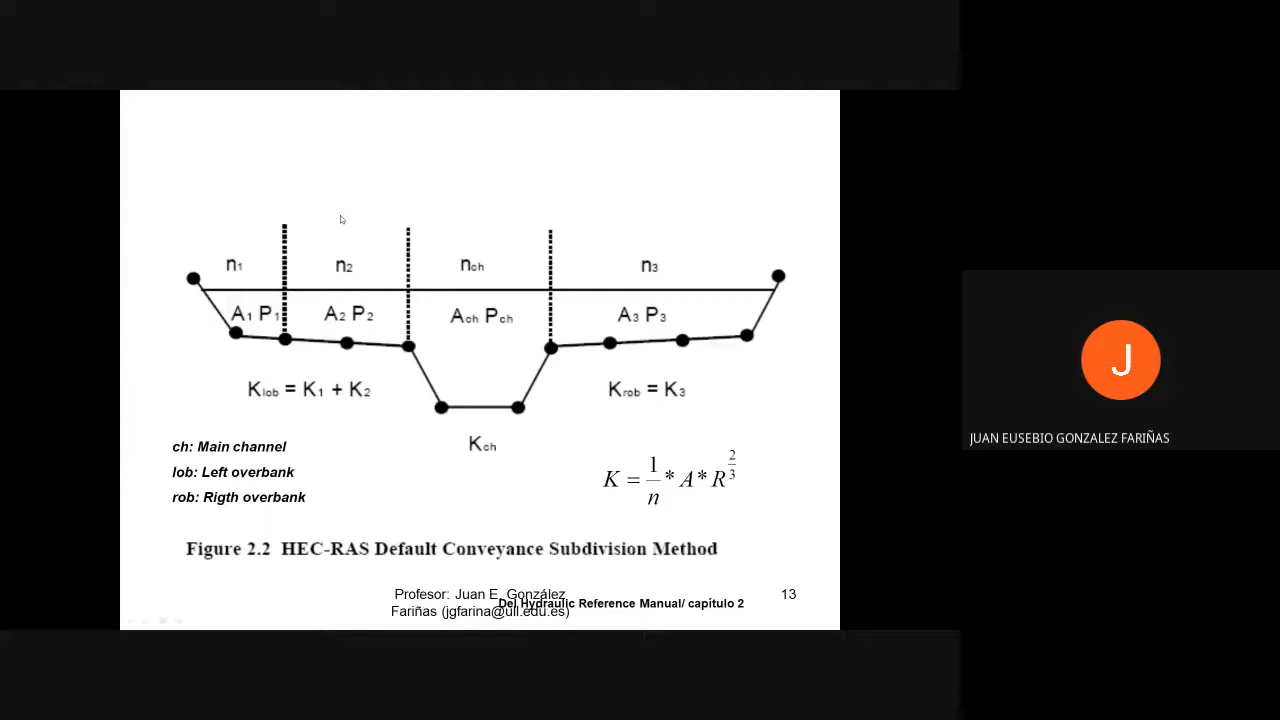 n1 n2 nch n3
A1 P1 A2 P2 Ach Pch A3 P3
Klob = K1 + K2 Krob = K3
Kch
ch: Main channel
lob: Left overbank
rob: Rigth overbank
K = 1/n * A * R^2/3
Figure 2.2 HEC-RAS Default Conveyance Subdivision Method
Profesor: Juan E. González
Fariñas (jgfarina@ull.edu.es)
Del Hydraulic Reference Manual/ capítulo 2
13
J
JUAN EUSEBIO GONZALEZ FARIÑAS